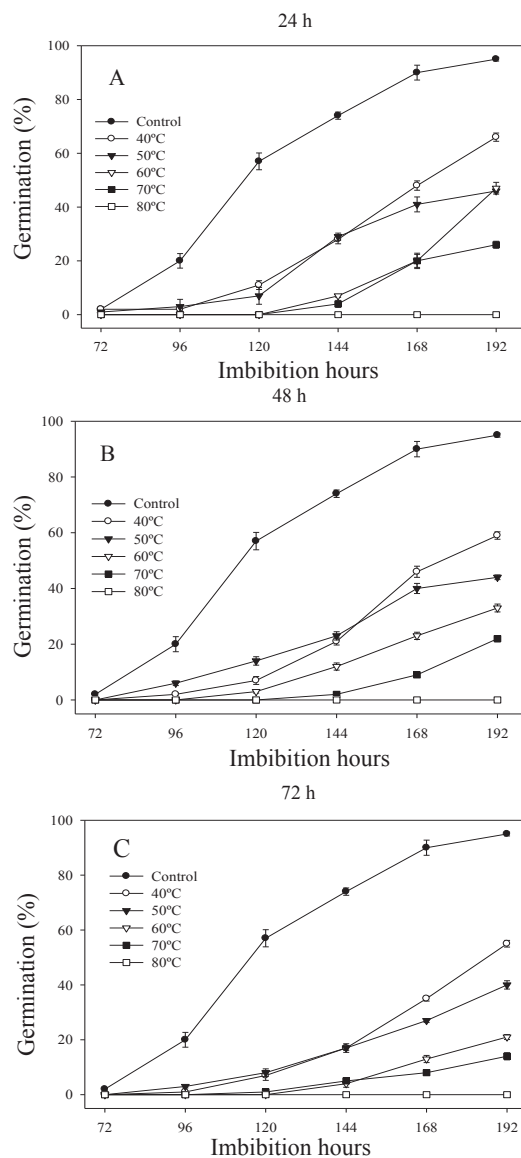 24 h
A
Control
40ºC
50ºC
60ºC
70ºC
80ºC
Germination (%)
100
80
60
40
20
0
72 96 120 144 168 192
Imbibition hours
48 h
B
Control
40ºC
50ºC
60ºC
70ºC
80ºC
Germination (%)
100
80
60
40
20
0
72 96 120 144 168 192
Imbibition hours
72 h
C
Control
40ºC
50ºC
60ºC
70ºC
80ºC
Germination (%)
100
80
60
40
20
0
72 96 120 144 168 192
Imbibition hours